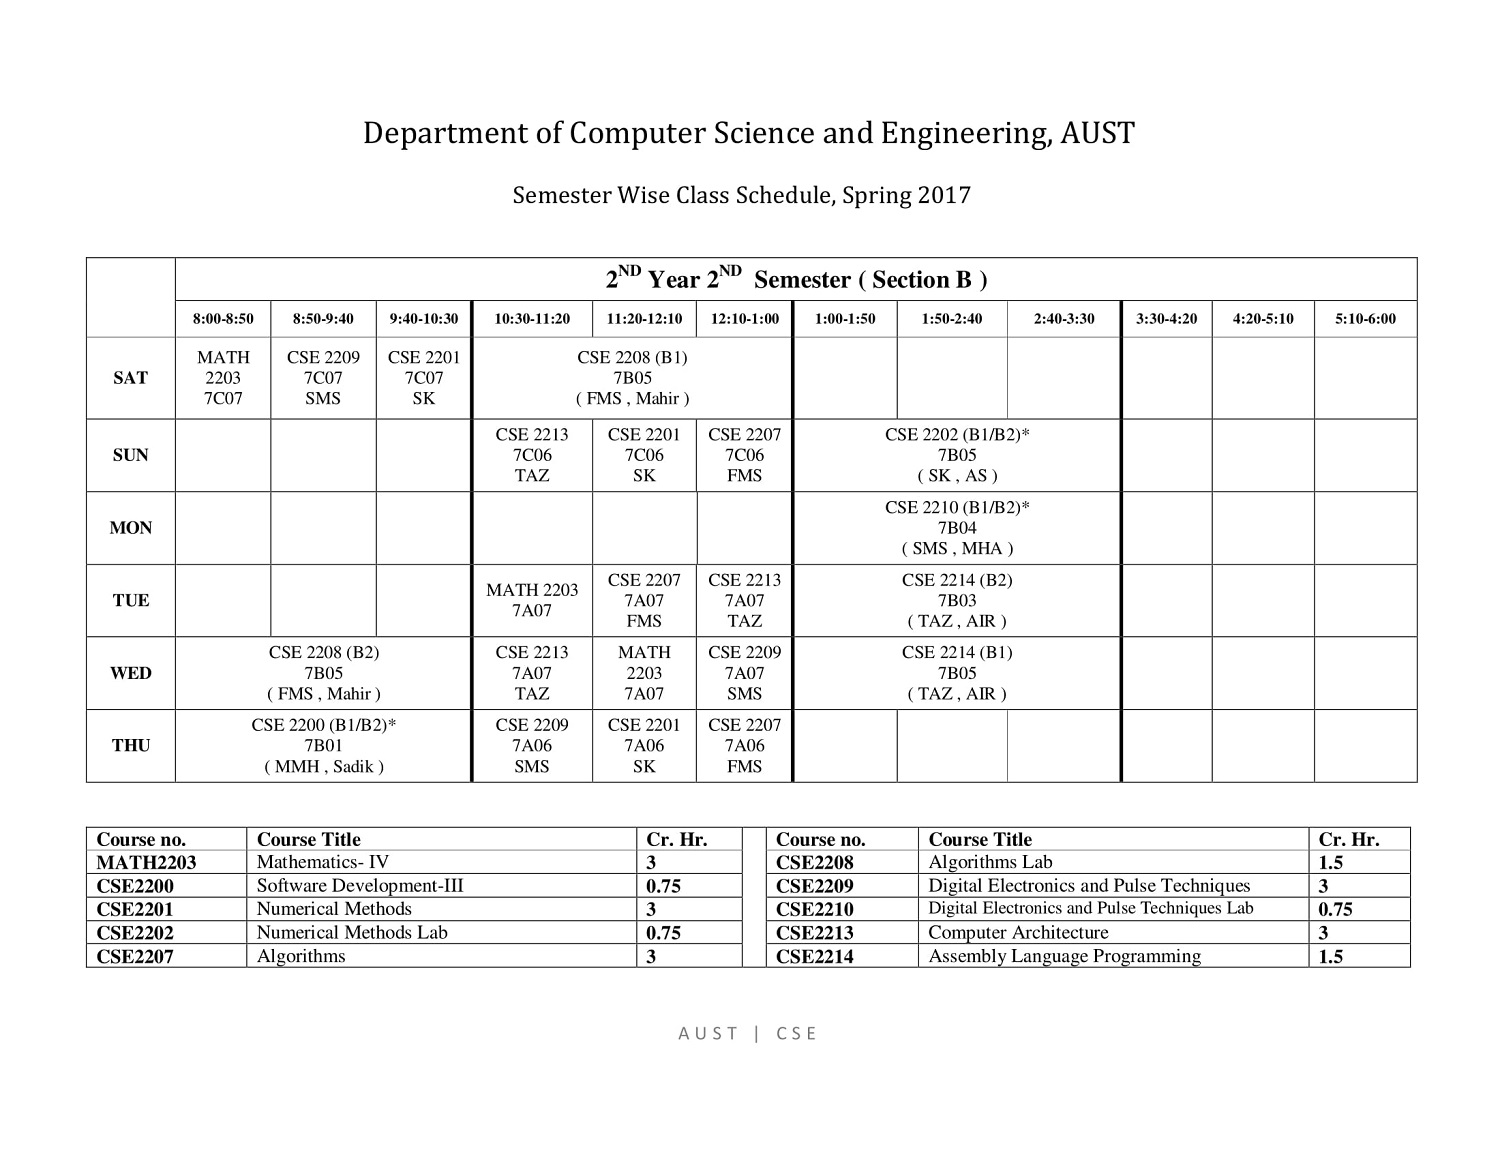 Department of Computer Science and Engineering, AUST
Semester Wise Class Schedule, Spring 2017
2ND Year 2ND Semester ( Section B )
8:00-8:50 8:50-9:40 9:40-10:30 10:30-11:20 11:20-12:10 12:10-1:00 1:00-1:50 1:50-2:40 2:40-3:30 3:30-4:20 4:20-5:10 5:10-6:00
SAT
MATH
2203
7C07
CSE 2209
7C07
SMS
CSE 2201
7C07
SK
CSE 2208 (B1)
7B05
( FMS , Mahir )
SUN
CSE 2213
7C06
TAZ
CSE 2201
7C06
SK
CSE 2207
7C06
FMS
CSE 2202 (B1/B2)*
7B05
( SK , AS )
MON
CSE 2210 (B1/B2)*
7B04
( SMS , MHA )
TUE
MATH 2203
7A07
CSE 2207
7A07
FMS
CSE 2213
7A07
TAZ
CSE 2214 (B2)
7B03
( TAZ , AIR )
WED
CSE 2208 (B2)
7B05
( FMS , Mahir )
CSE 2213
7A07
TAZ
MATH
2203
7A07
CSE 2209
7A07
SMS
CSE 2214 (B1)
7B05
( TAZ , AIR )
THU
CSE 2200 (B1/B2)*
7B01
( MMH , Sadik )
CSE 2209
7A06
SMS
CSE 2201
7A06
SK
CSE 2207
7A06
FMS
Course no. Course Title Cr. Hr. Course no. Course Title Cr. Hr.
MATH2203 Mathematics- IV 3 CSE2208 Algorithms Lab 1.5
CSE2200 Software Development-III 0.75 CSE2209 Digital Electronics and Pulse Techniques 3
CSE2201 Numerical Methods 3 CSE2210 Digital Electronics and Pulse Techniques Lab 0.75
CSE2202 Numerical Methods Lab 0.75 CSE2213 Computer Architecture 3
CSE2207 Algorithms 3 CSE2214 Assembly Language Programming 1.5
AUST | CSE